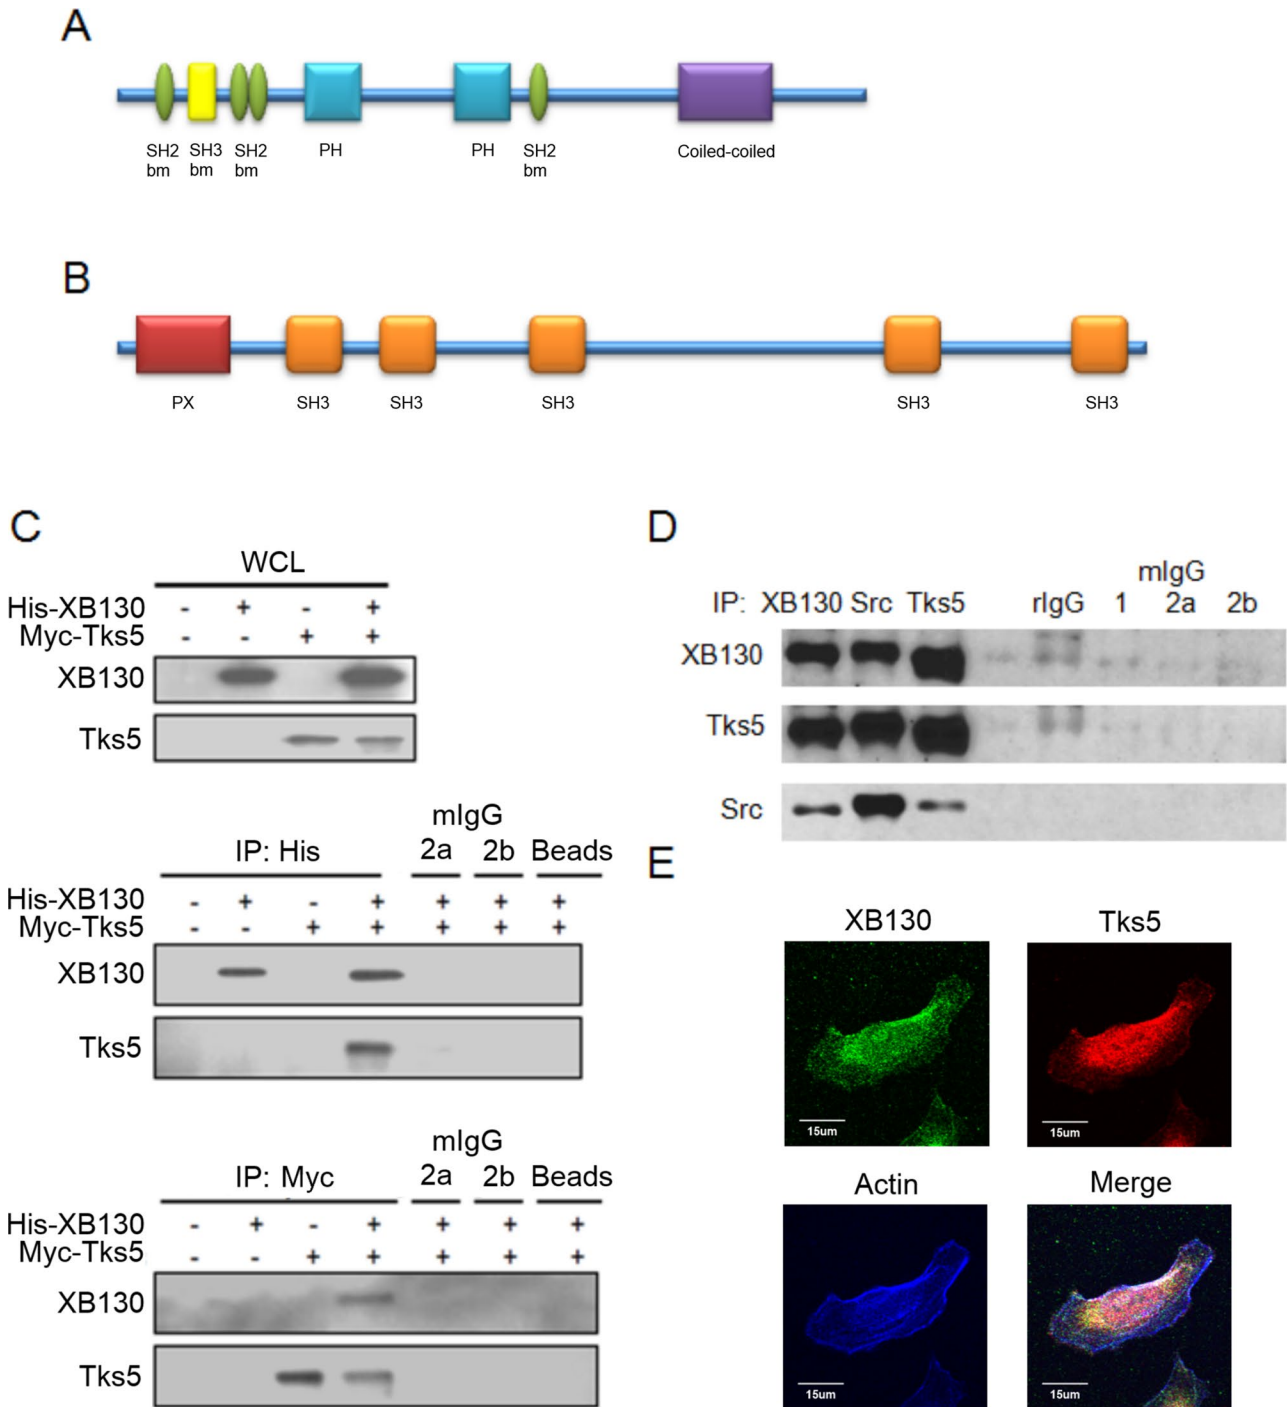 A
SH2 bm
SH3 bm
SH2 bm
PH
PH
SH2 bm
Coiled-coiled
B
PX
SH3
SH3
SH3
SH3
SH3
C
WCL
His-XB130 - + - +
Myc-Tks5 - - + +
XB130
Tks5
mIgG
IP: His 2a 2b Beads
His-XB130 - + - + + + +
Myc-Tks5 - - + + + + +
XB130
Tks5
mIgG
IP: Myc 2a 2b Beads
His-XB130 - + - + + + +
Myc-Tks5 - - + + + + +
XB130
Tks5
D
mIgG
IP: XB130 Src Tks5 rIgG 1 2a 2b
XB130
Tks5
Src
E
XB130
15um
Tks5
15um
Actin
15um
Merge
15um